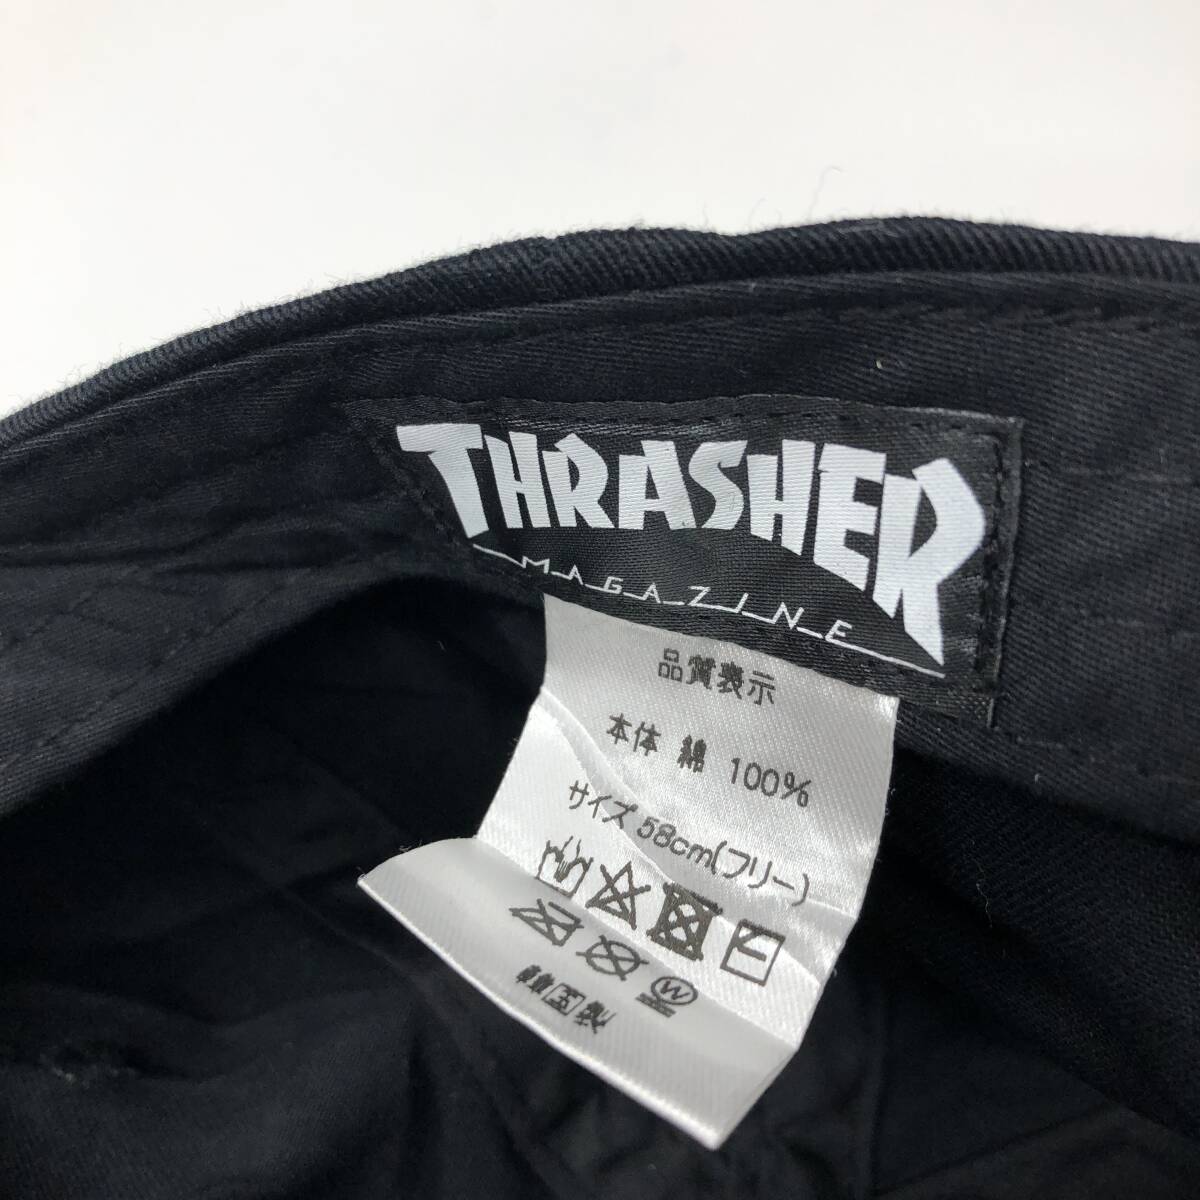 THRASHER
MAGAZINE
品質表示
本体 綿 100%
サイズ 58cm(フリー)
W
韓国製